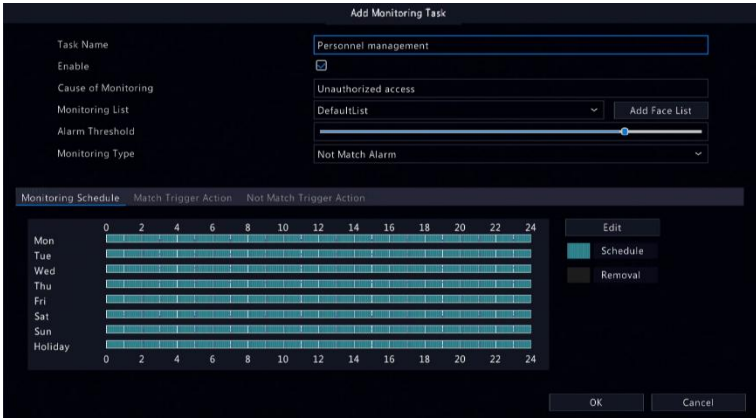 Add Monitoring Task
Task Name Personnel management
Enable
Cause of Monitoring Unauthorized access
Monitoring List DefaultList Add Face List
Alarm Threshold
Monitoring Type Not Match Alarm
Monitoring Schedule Match Trigger Action Not Match Trigger Action
0 2 4 6 8 10 12 14 16 18 20 22 24 Edit
Mon
Tue Schedule
Wed
Thu Removal
Fri
Sat
Sun
Holiday
0 2 4 6 8 10 12 14 16 18 20 22 24
OK Cancel